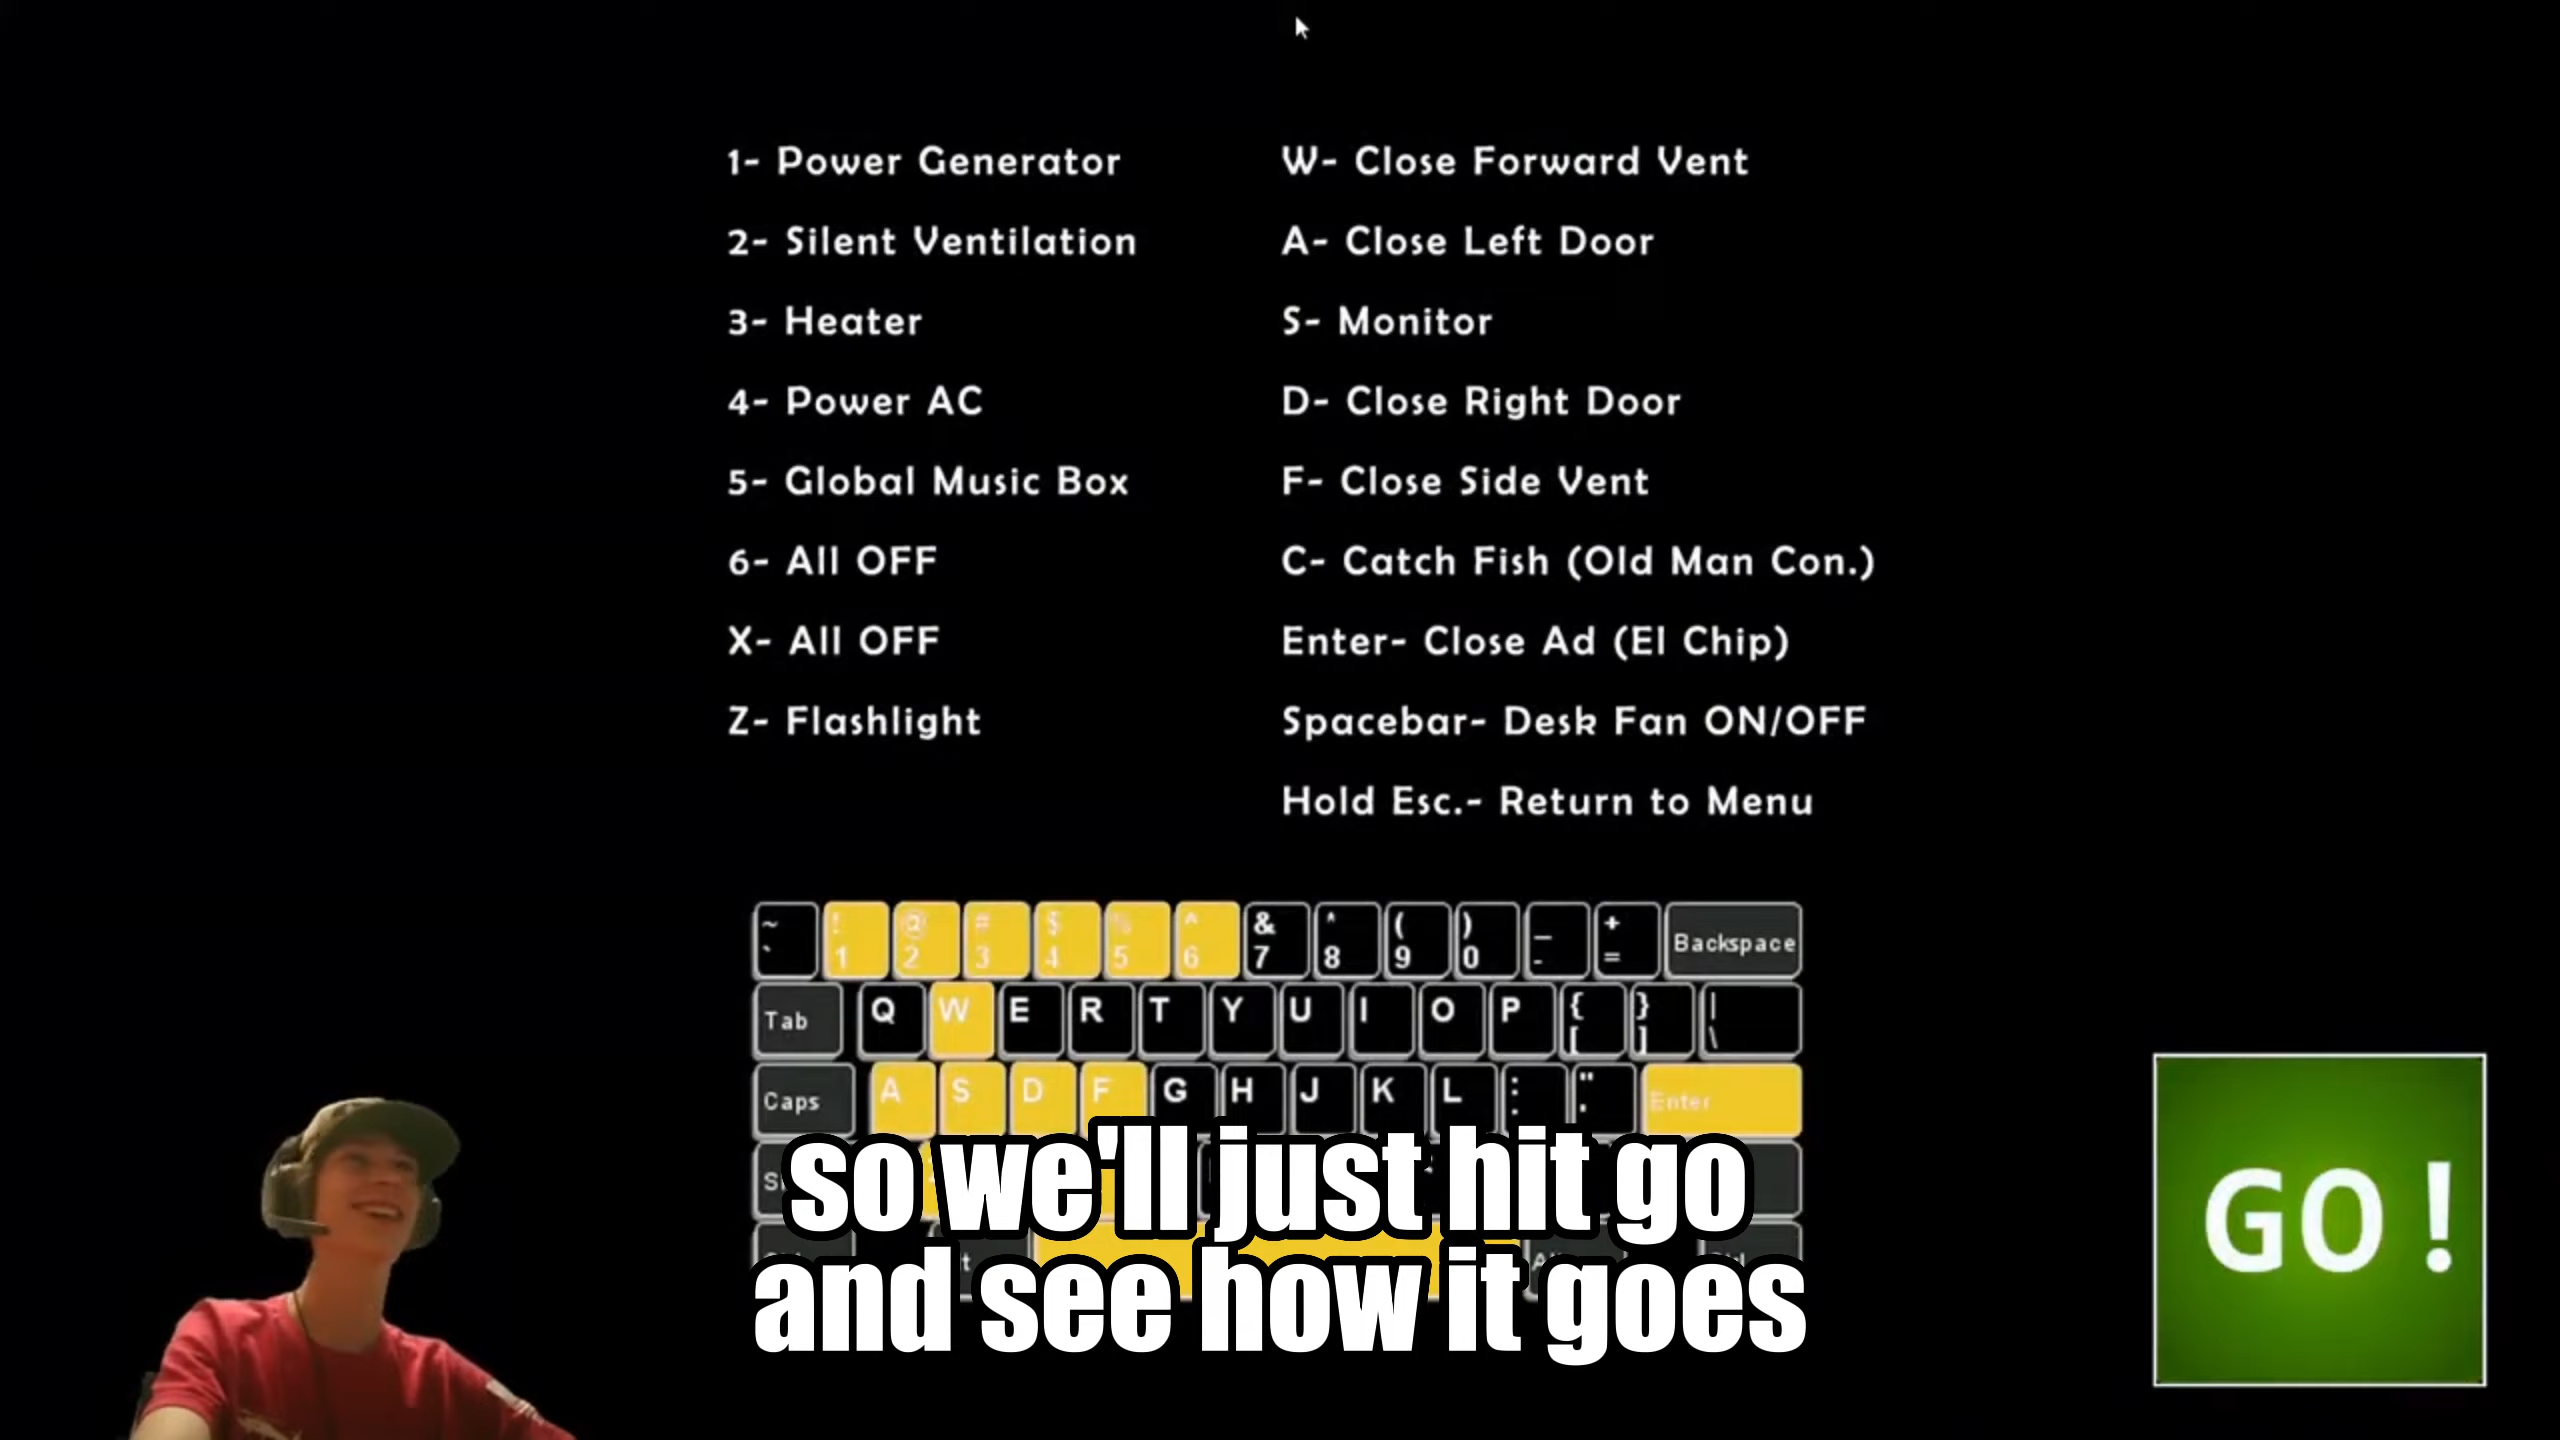 1- Power Generator
2- Silent Ventilation
3- Heater
4- Power AC
5- Global Music Box
6- All OFF
X- All OFF
Z- Flashlight
W- Close Forward Vent
A- Close Left Door
S- Monitor
D- Close Right Door
F- Close Side Vent
C- Catch Fish (Old Man Con.)
Enter- Close Ad (El Chip)
Spacebar- Desk Fan ON/OFF
Hold Esc.- Return to Menu
~ ! @ # $ % ^ & * ( ) _ +
` 1 2 3 4 5 6 7 8 9 0 - = Backspace
Tab Q W E R T Y U I O P { [ } ] | \
Caps A S D F G H J K L : " Enter
so we'll just hit go
and see how it goes
GO!